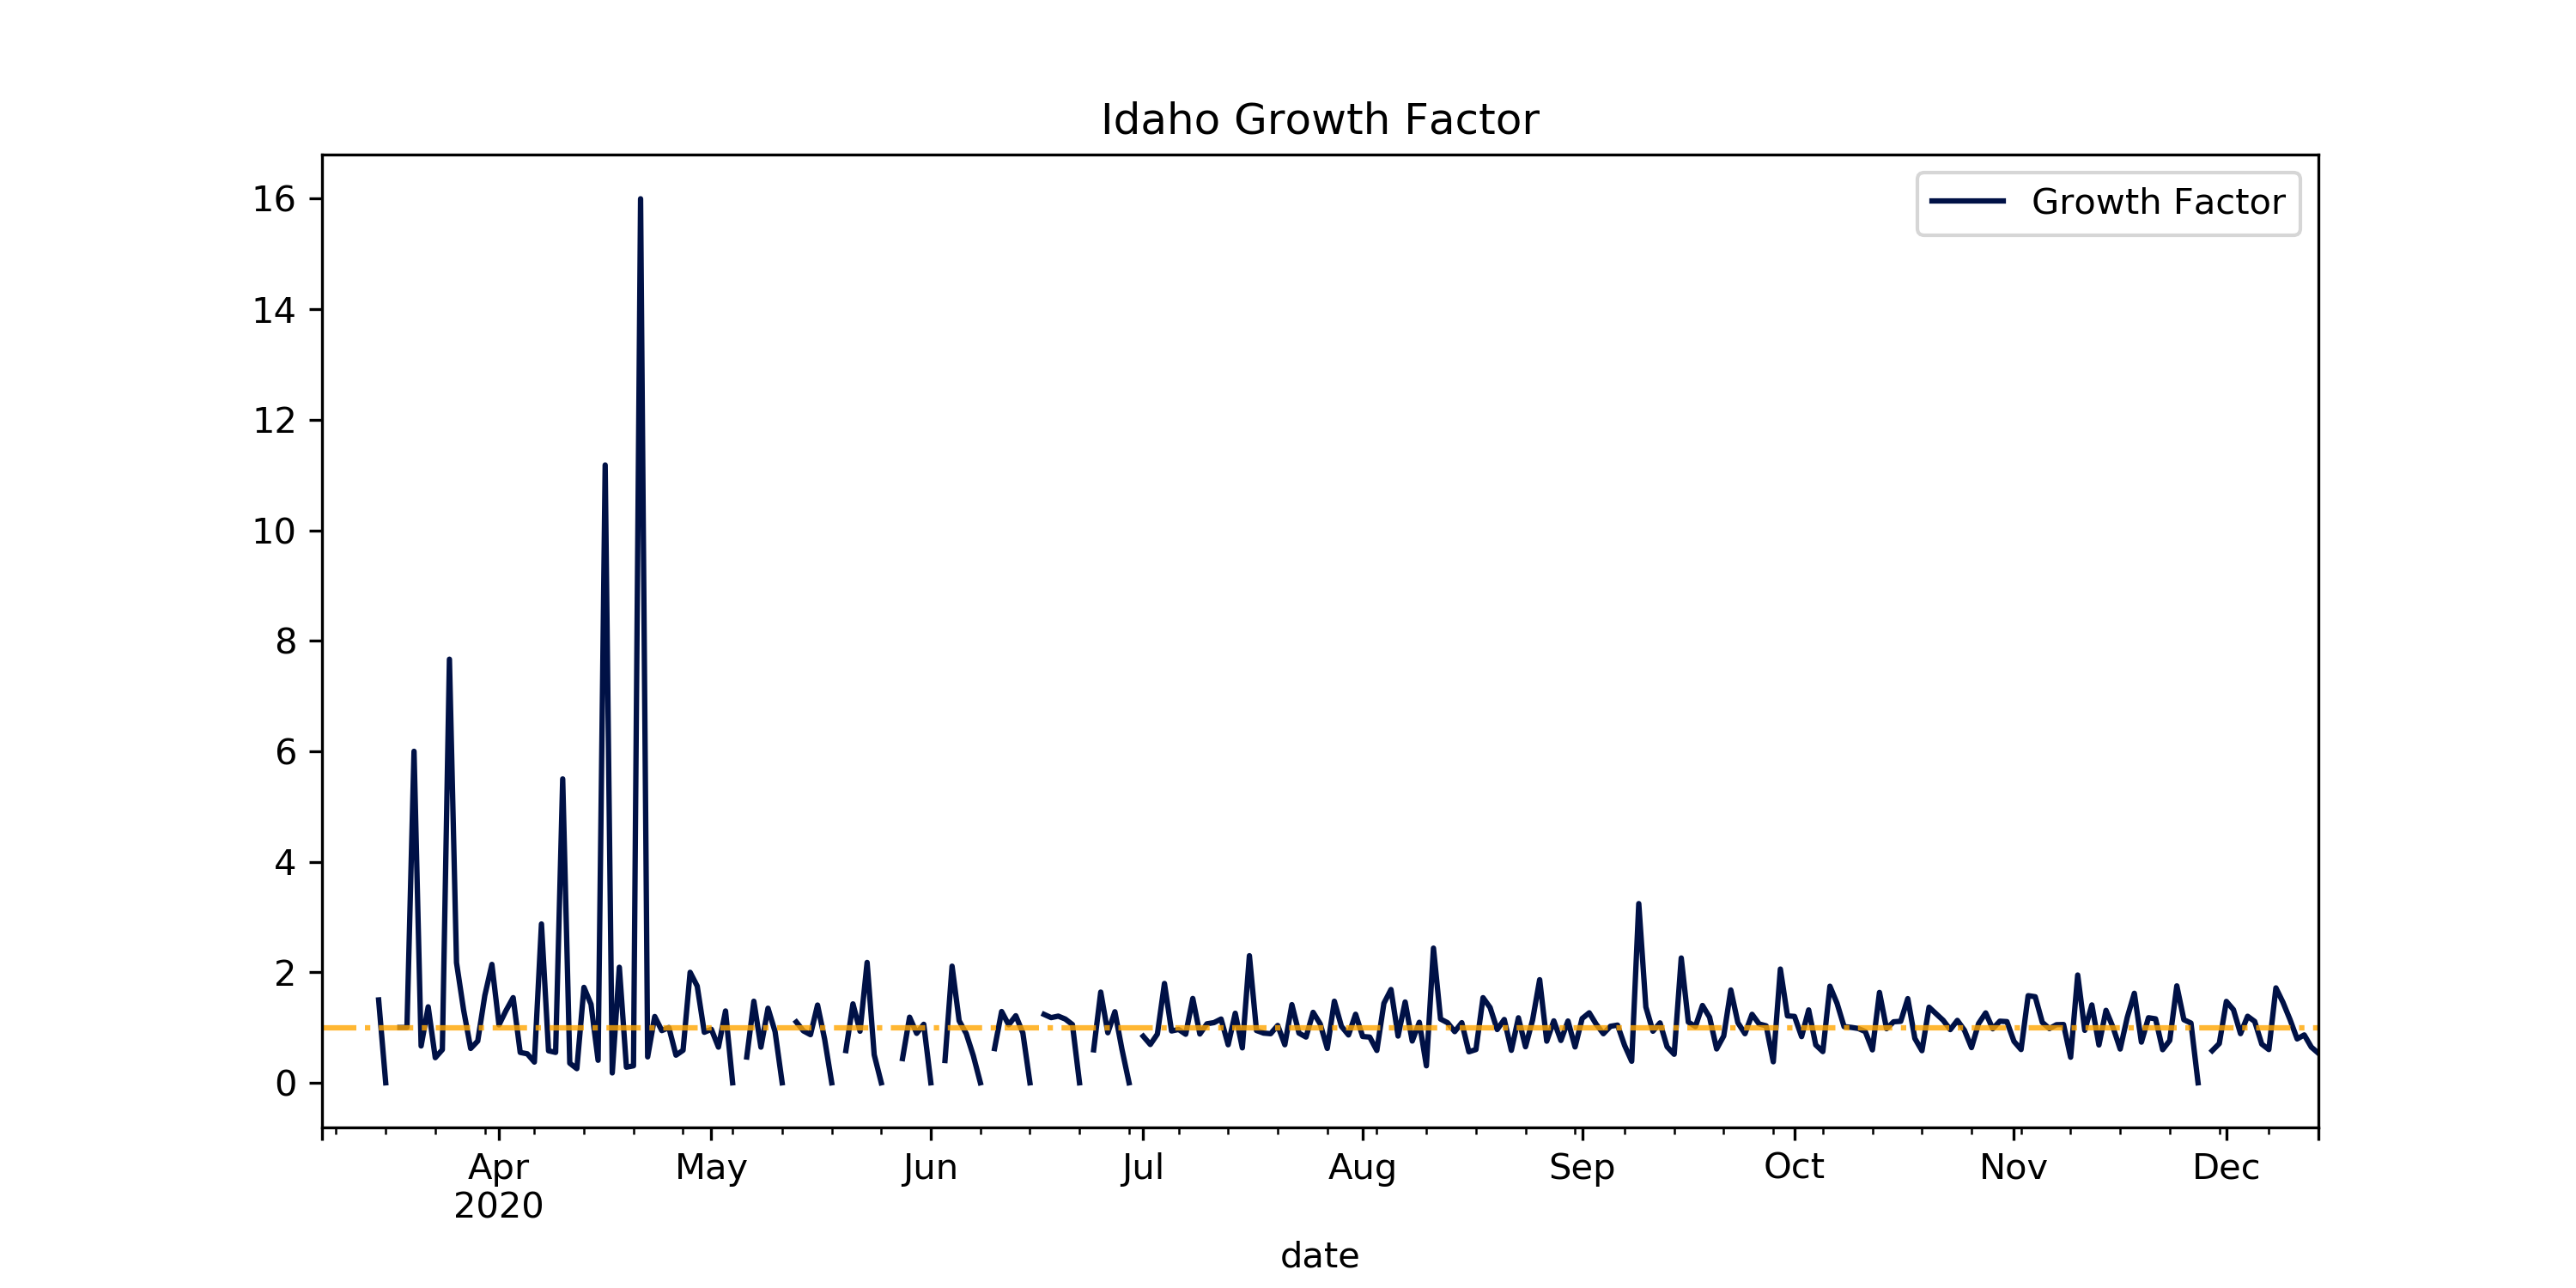 Idaho Growth Factor
Growth Factor
16
14
12
10
8
6
4
2
0
Apr
2020
May
Jun
Jul
Aug
Sep
Oct
Nov
Dec
date